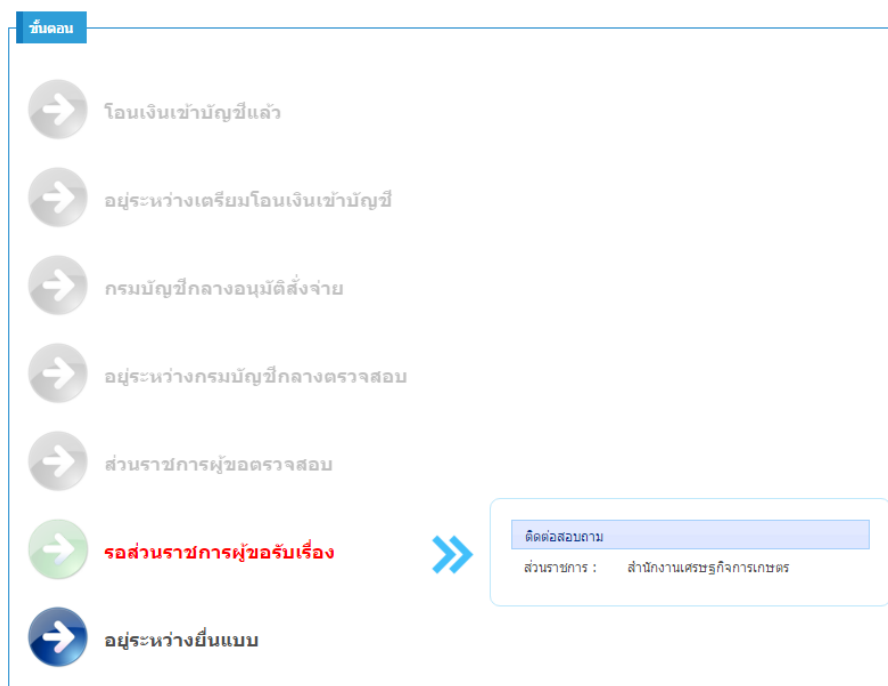 ขั้นตอน
โอนเงินเข้าบัญชีแล้ว
อยู่ระหว่างเตรียมโอนเงินเข้าบัญชี
กรมบัญชีกลางอนุมัติสั่งจ่าย
อยู่ระหว่างกรมบัญชีกลางตรวจสอบ
ส่วนราชการผู้ขอตรวจสอบ
รอส่วนราชการผู้ขอรับเรื่อง
ติดต่อสอบถาม
ส่วนราชการ : สำนักงานเศรษฐกิจการเกษตร
อยู่ระหว่างยื่นแบบ